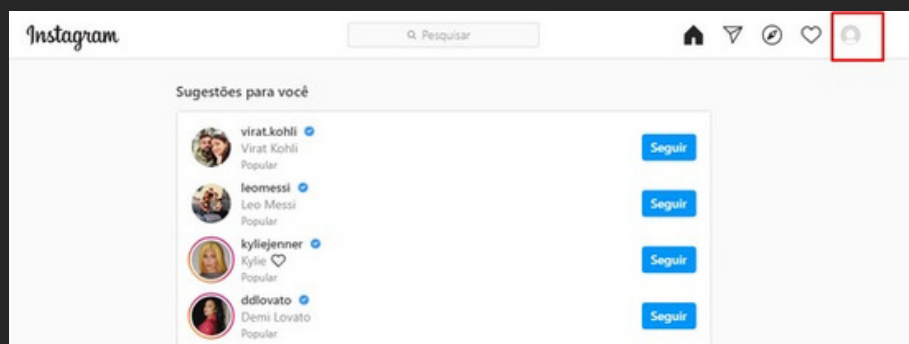 Instagram
Pesquisar
Sugestões para você
virat.kohli
Virat Kohli
Popular
Seguir
leomessi
Leo Messi
Popular
Seguir
kyliejenner
Kylie ♡
Popular
Seguir
ddlovato
Demi Lovato
Popular
Seguir